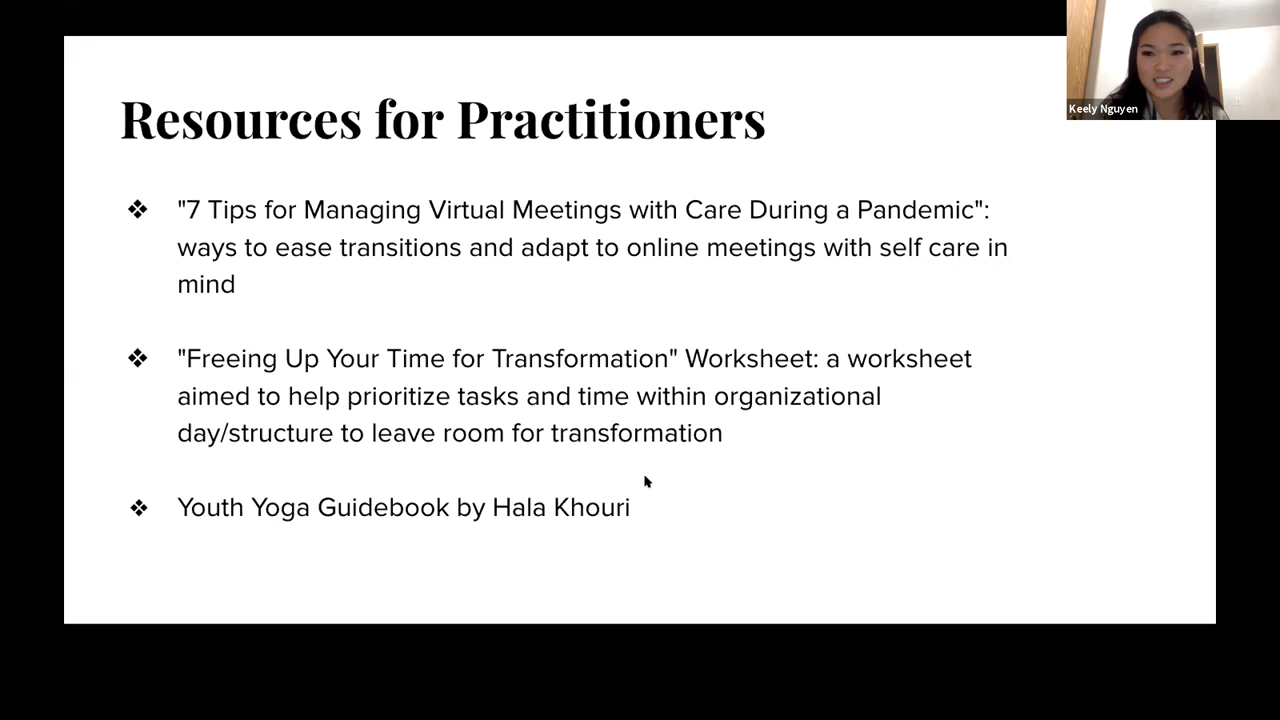 Resources for Practitioners
Keely Nguyen
❖ "7 Tips for Managing Virtual Meetings with Care During a Pandemic":
ways to ease transitions and adapt to online meetings with self care in
mind
❖ "Freeing Up Your Time for Transformation" Worksheet: a worksheet
aimed to help prioritize tasks and time within organizational
day/structure to leave room for transformation
❖ Youth Yoga Guidebook by Hala Khouri